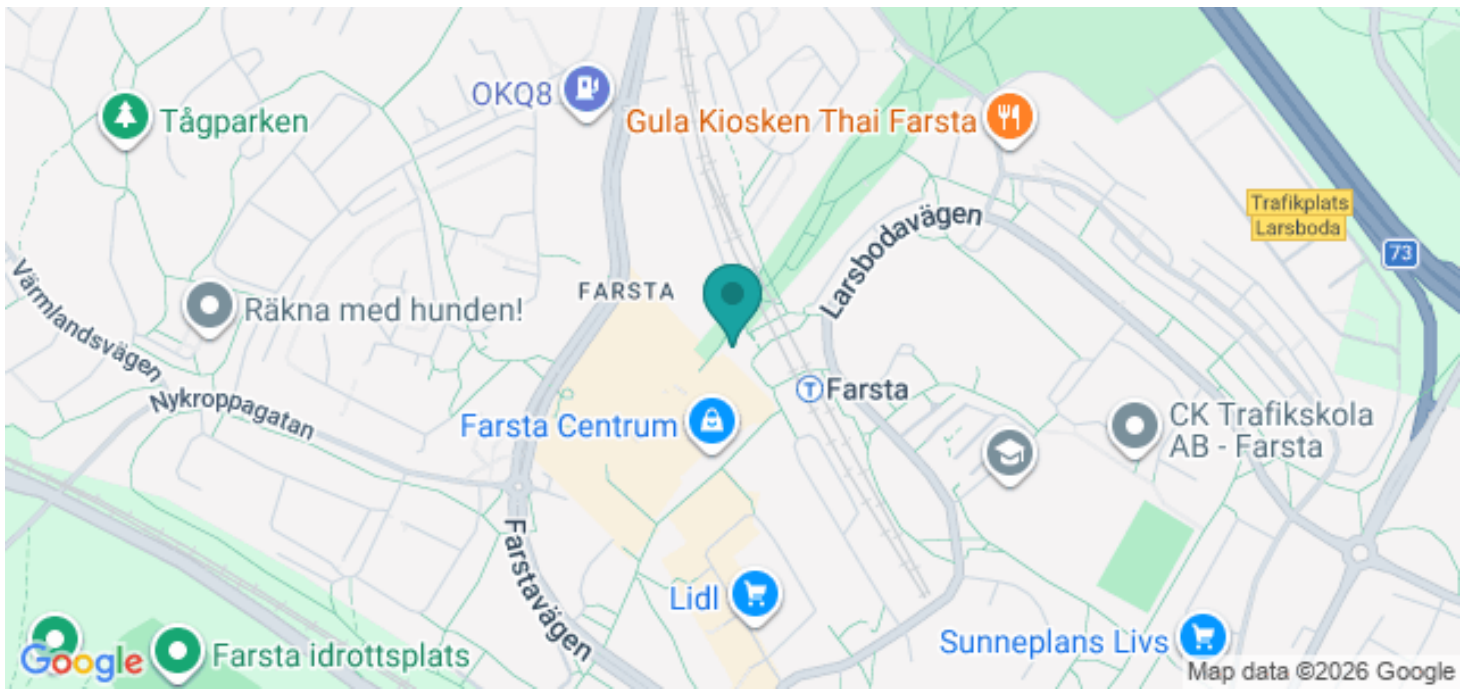 OKQ8
Tågparken
Gula Kiosken Thai Farsta
Trafikplats
Larsboda
73
Larsbodavägen
Värmlandsvägen
FARSTA
Räkna med hunden!
Nykroppagatan
T Farsta
Farsta Centrum
CK Trafikskola
AB - Farsta
Farstavägen
Lidl
Sunneplans Livs
Farsta idrottsplats
Google
Map data ©2026 Google